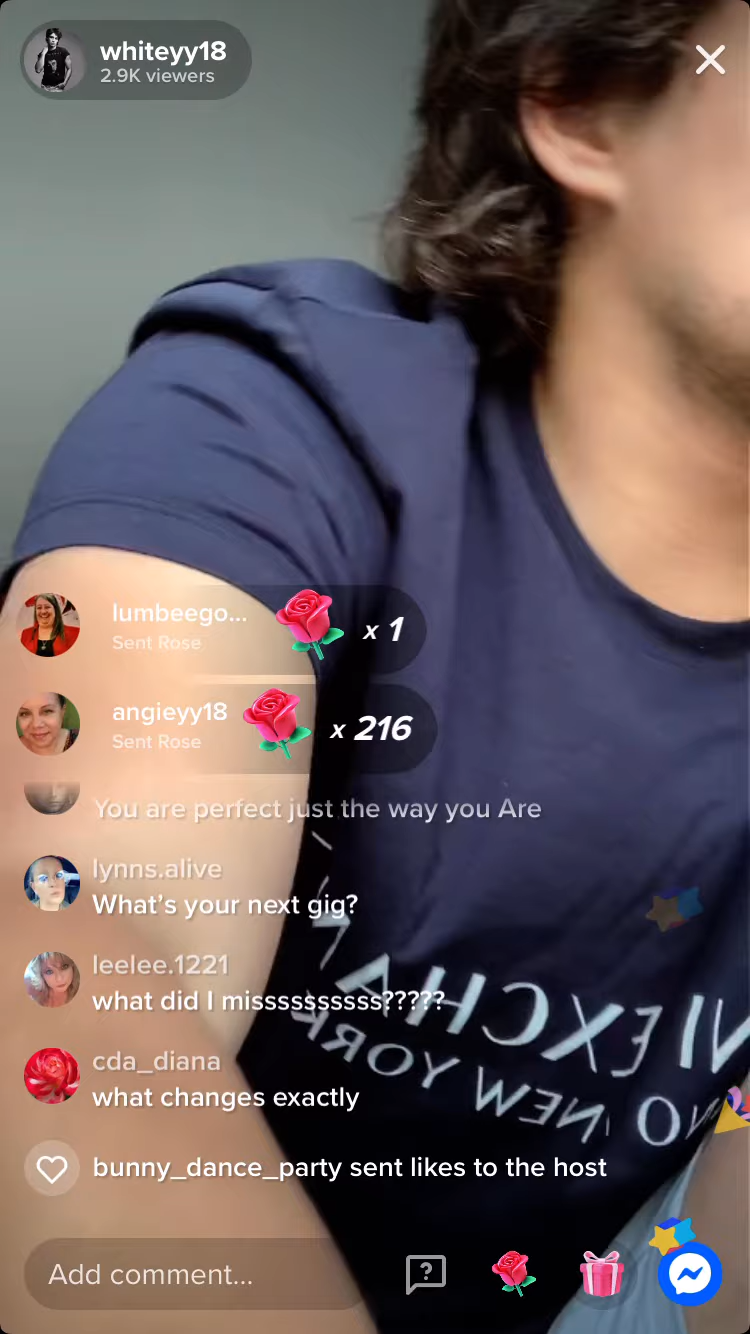 whiteyy18
2.9K viewers
lumbeego...
Sent Rose
x 1
angieyy18
Sent Rose
x 216
You are perfect just the way you Are
lynns.alive
What's your next gig?
leelee.1221
what did I missssssssss?????
cda_diana
what changes exactly
bunny_dance_party sent likes to the host
Add comment...
?
NEW YORK